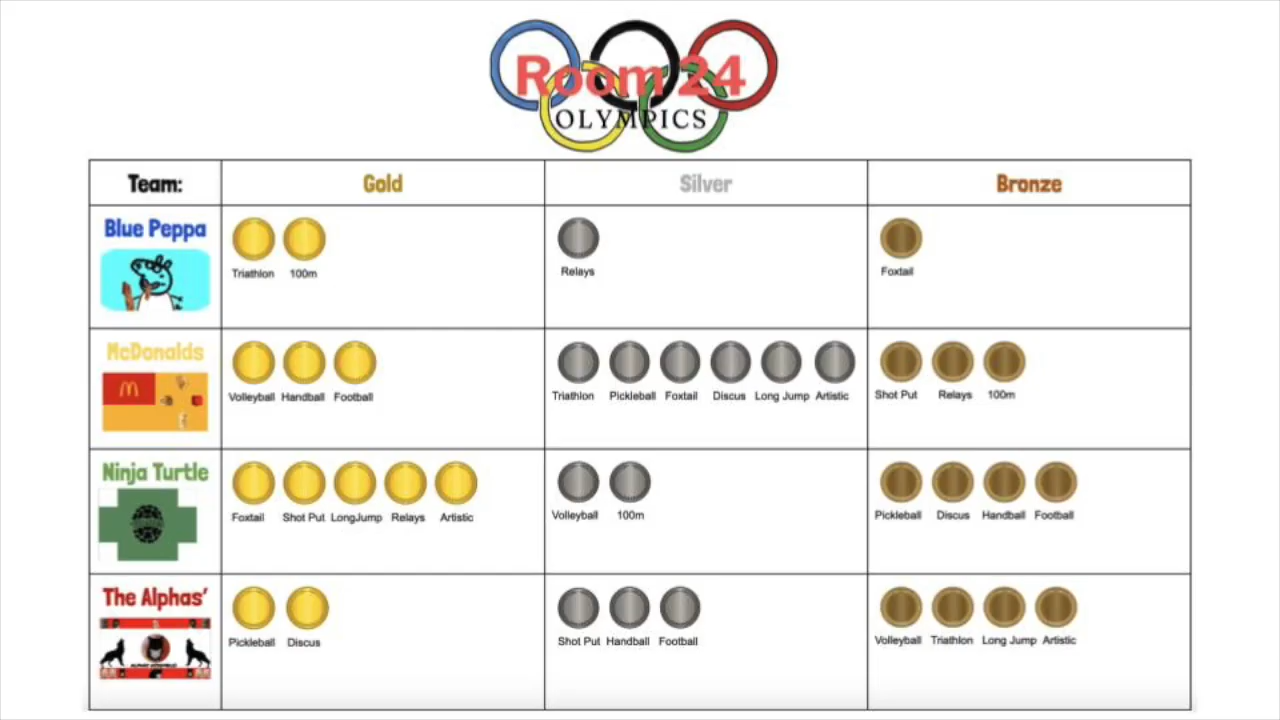 Room 24
OLYMPICS
Team: Gold Silver Bronze
Blue Peppa
Triathlon 100m
Relays
Foxtail
McDonalds
Volleyball Handball Football
Triathlon Pickleball Foxtail Discus Long Jump Artistic
Shot Put Relays 100m
Ninja Turtle
Foxtail Shot Put LongJump Relays Artistic
Volleyball 100m
Pickleball Discus Handball Football
The Alphas’
Pickleball Discus
Shot Put Handball Football
Volleyball Triathlon Long Jump Artistic